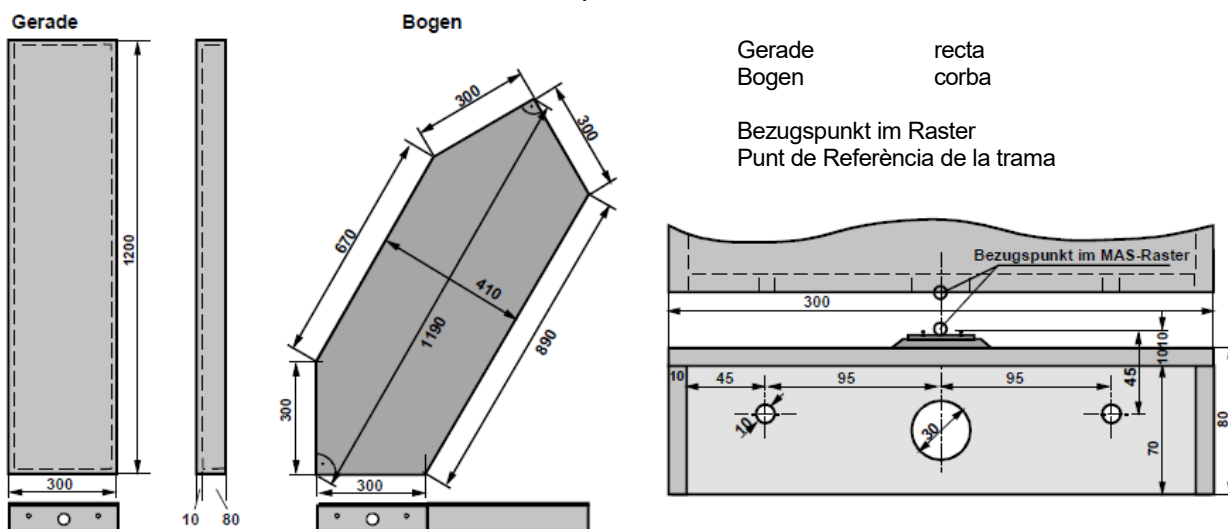 Gerade
Bogen
1200
300
10 80
300
300
670
410
1190
890
300
300
Gerade recta
Bogen corba
Bezugspunkt im Raster
Punt de Referència de la trama
Bezugspunkt im MAS-Raster
300
10
10
45
10 45 95 95
10
30
70
80